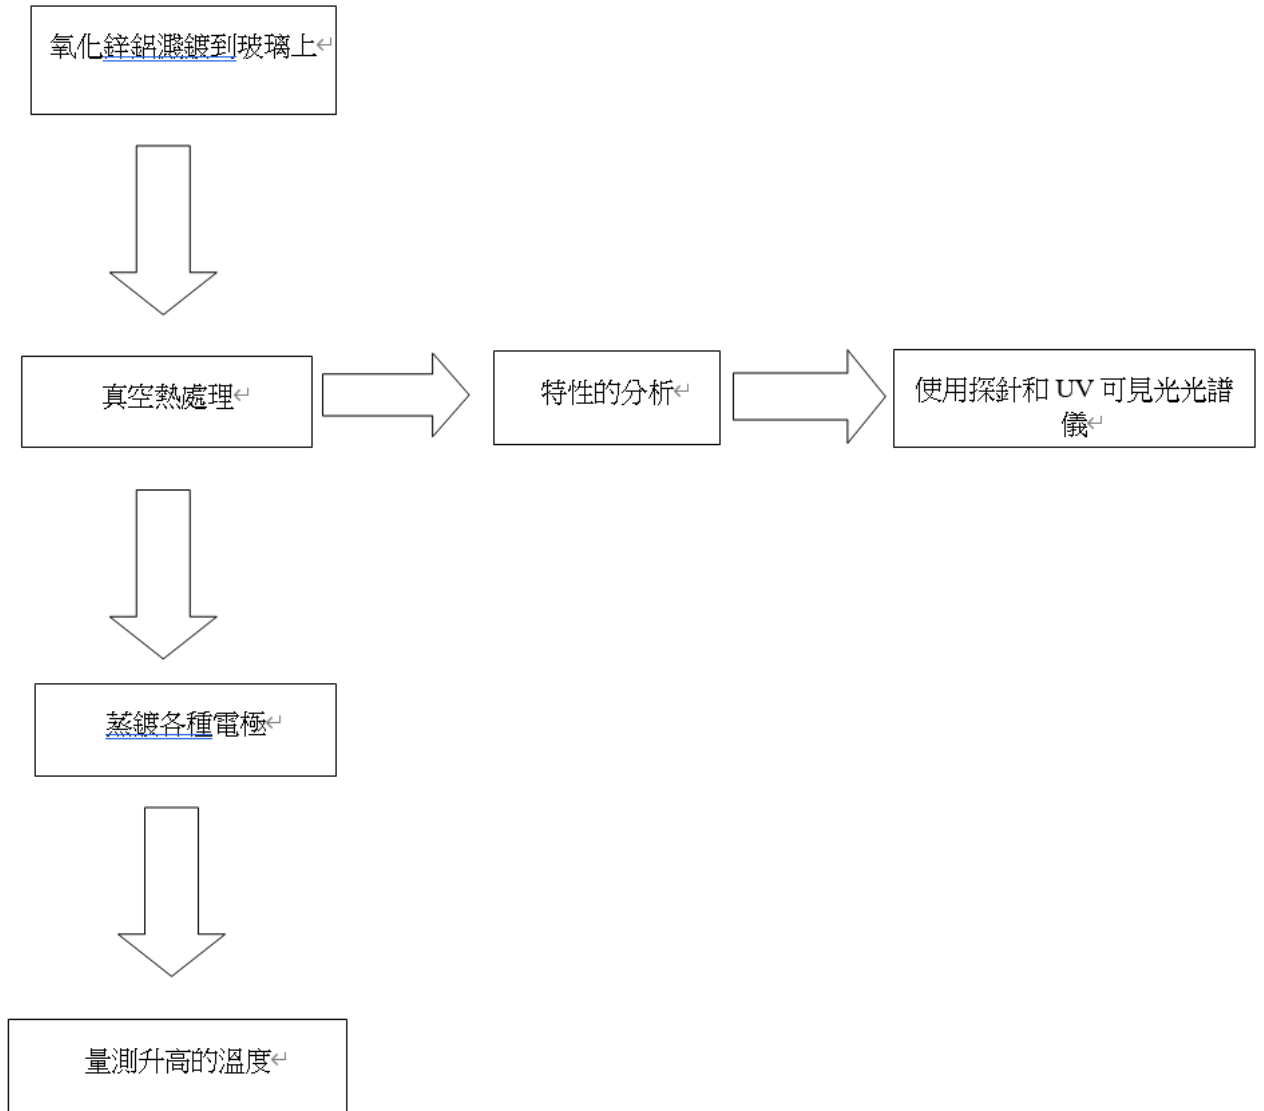 氧化鋅鋁濺鍍到玻璃上
真空熱處理
特性的分析
使用探針和 UV 可見光光譜
儀
蒸鍍各種電極
量測升高的溫度